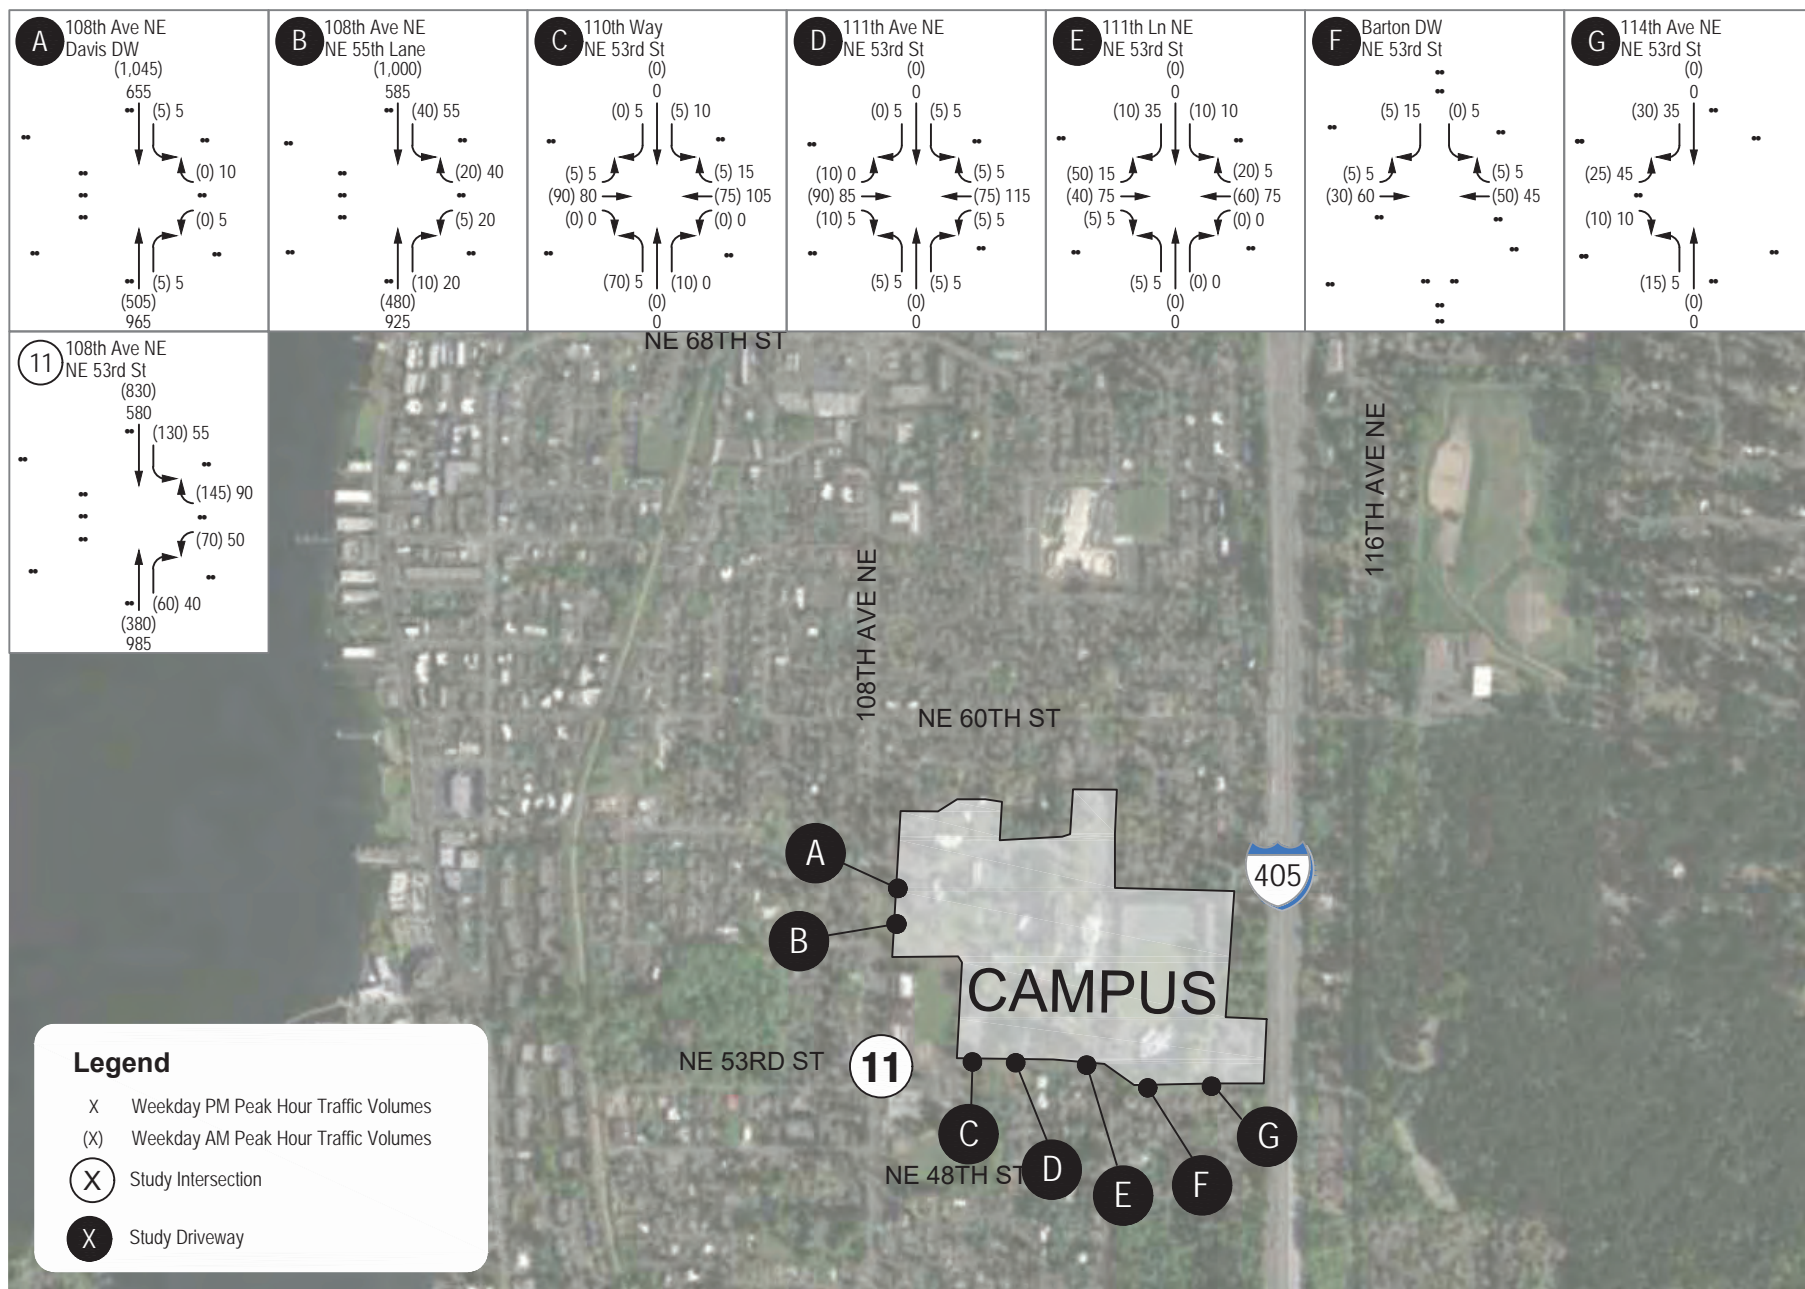 A
108th Ave NE
Davis DW
(1,045)
655
(5) 5
(0) 10
(0) 5
(5) 5
(505)
965
B
108th Ave NE
NE 55th Lane
(1,000)
585
(40) 55
(20) 40
(5) 20
(10) 20
(480)
925
C
110th Way
NE 53rd St
(0)
0
(0) 5 (5) 10
(5) 5 (5) 15
(90) 80 (75) 105
(0) 0 (0) 0
(70) 5 (10) 0
(0)
0
D
111th Ave NE
NE 53rd St
(0)
0
(0) 5 (5) 5
(10) 0 (5) 5
(90) 85 (75) 115
(10) 5 (5) 5
(5) 5 (5) 5
(0)
0
E
111th Ln NE
NE 53rd St
(0)
0
(10) 35 (10) 10
(50) 15 (20) 5
(40) 75 (60) 75
(5) 5 (0) 0
(5) 5 (0) 0
(0)
0
F
Barton DW
NE 53rd St
(5) 15 (0) 5
(5) 5 (5) 5
(30) 60 (50) 45
G
114th Ave NE
NE 53rd St
(0)
0
(30) 35
(25) 45
(10) 10
(15) 5
(0)
0
11
108th Ave NE
NE 53rd St
(830)
580
(130) 55
(145) 90
(70) 50
(60) 40
(380)
985
NE 68TH ST
116TH AVE NE
108TH AVE NE
NE 60TH ST
A
405
B
CAMPUS
NE 53RD ST
11
C
G
D
NE 48TH ST
F
E
Legend
X Weekday PM Peak Hour Traffic Volumes
(X) Weekday AM Peak Hour Traffic Volumes
X Study Intersection
X Study Driveway